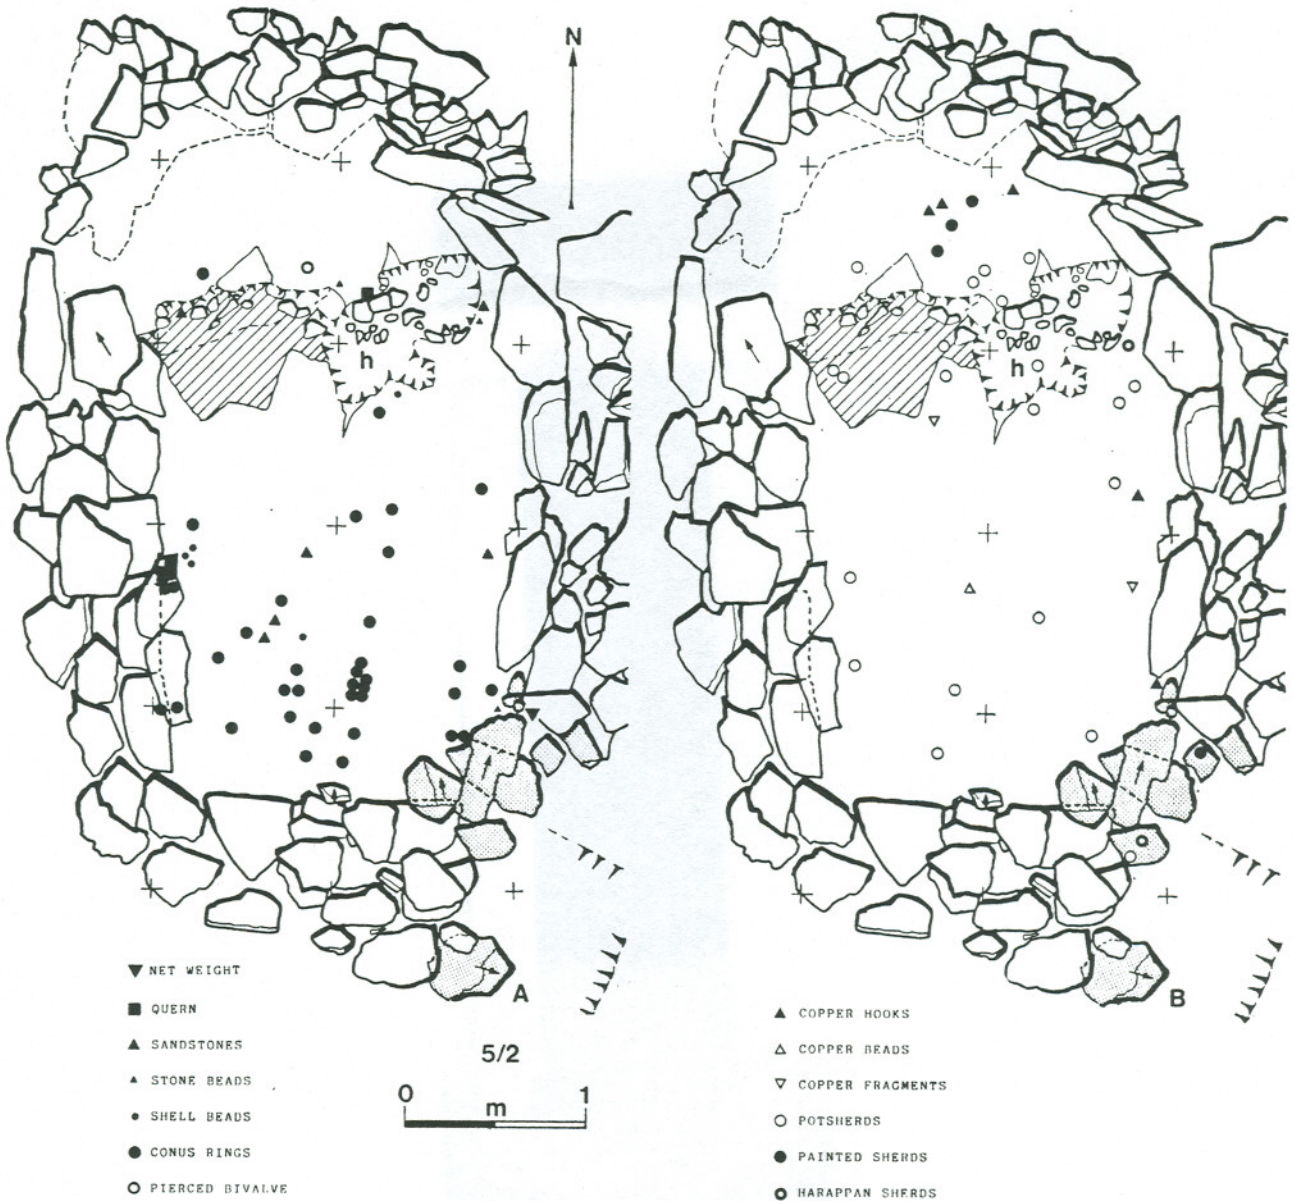 N
h
h
A
B
▼ NET WEIGHT
■ QUERN
▲ SANDSTONES
▲ STONE BEADS
● SHELL BEADS
● CONUS RINGS
○ PIERCED BIVALVE
5/2
0 m 1
▲ COPPER HOOKS
△ COPPER BEADS
▽ COPPER FRAGMENTS
○ POTSHERDS
● PAINTED SHERDS
○ HARAPPAN SHERDS